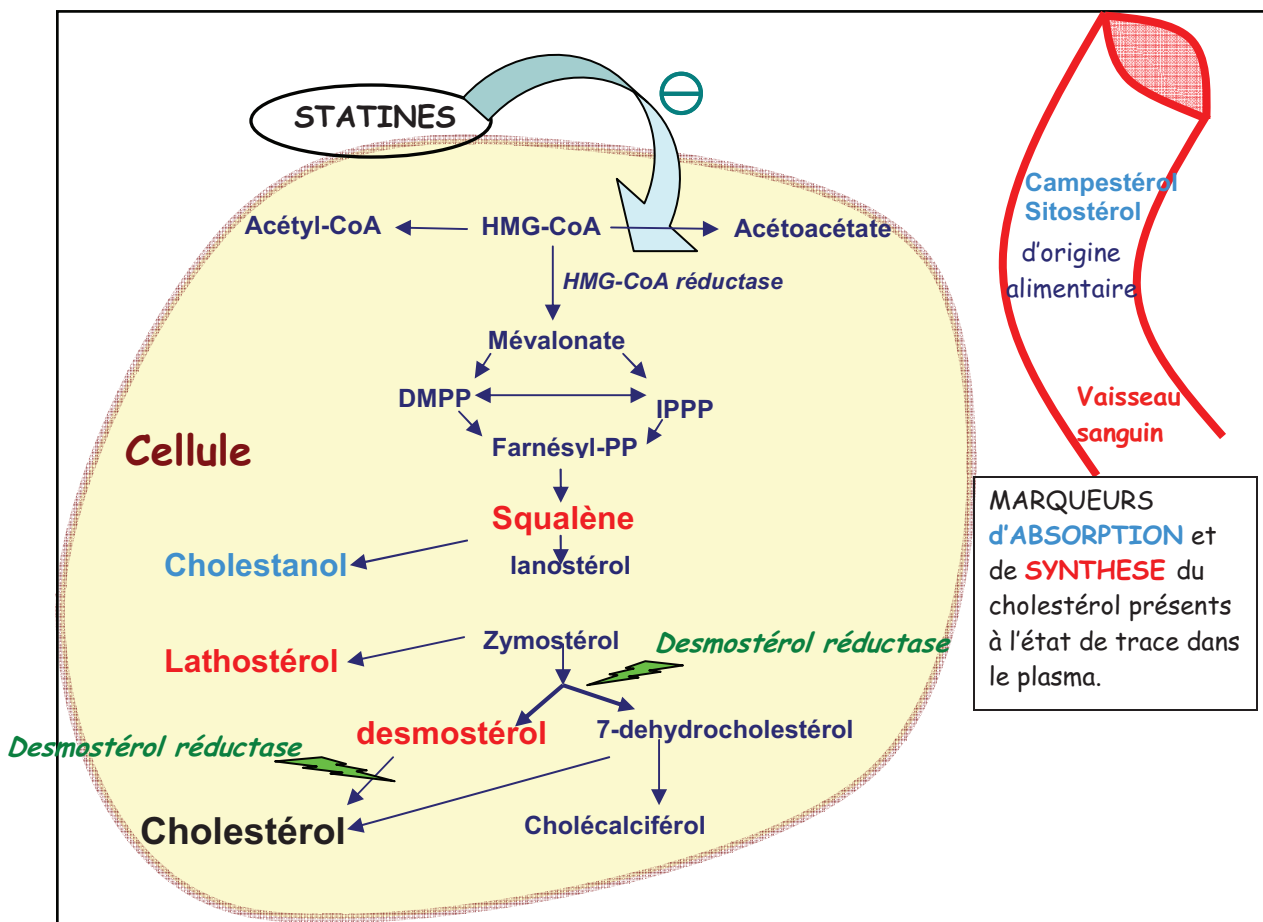 STATINES
Campestérol
Sitostérol
d'origine
alimentaire
Acétyl-CoA
HMG-CoA
Acétoacétate
HMG-CoA réductase
Mévalonate
DMPP
IPPP
Farnésyl-PP
Vaisseau
sanguin
Cellule
Squalène
Cholestanol
lanostérol
MARQUEURS
d'ABSORPTION et
de SYNTHESE du
cholestérol présents
à l'état de trace dans
le plasma.
Lathostérol
Zymostérol
Desmostérol réductase
desmostérol
7-dehydrocholestérol
Desmostérol réductase
Cholestérol
Cholécalciférol